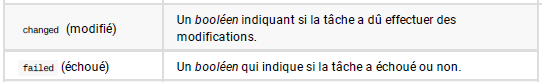 Un booléen indiquant si la tâche a dû effectuer des
changed (modifié)
modifications.
failed (échoué) Un booléen qui indique si la tâche a échoué ou non.